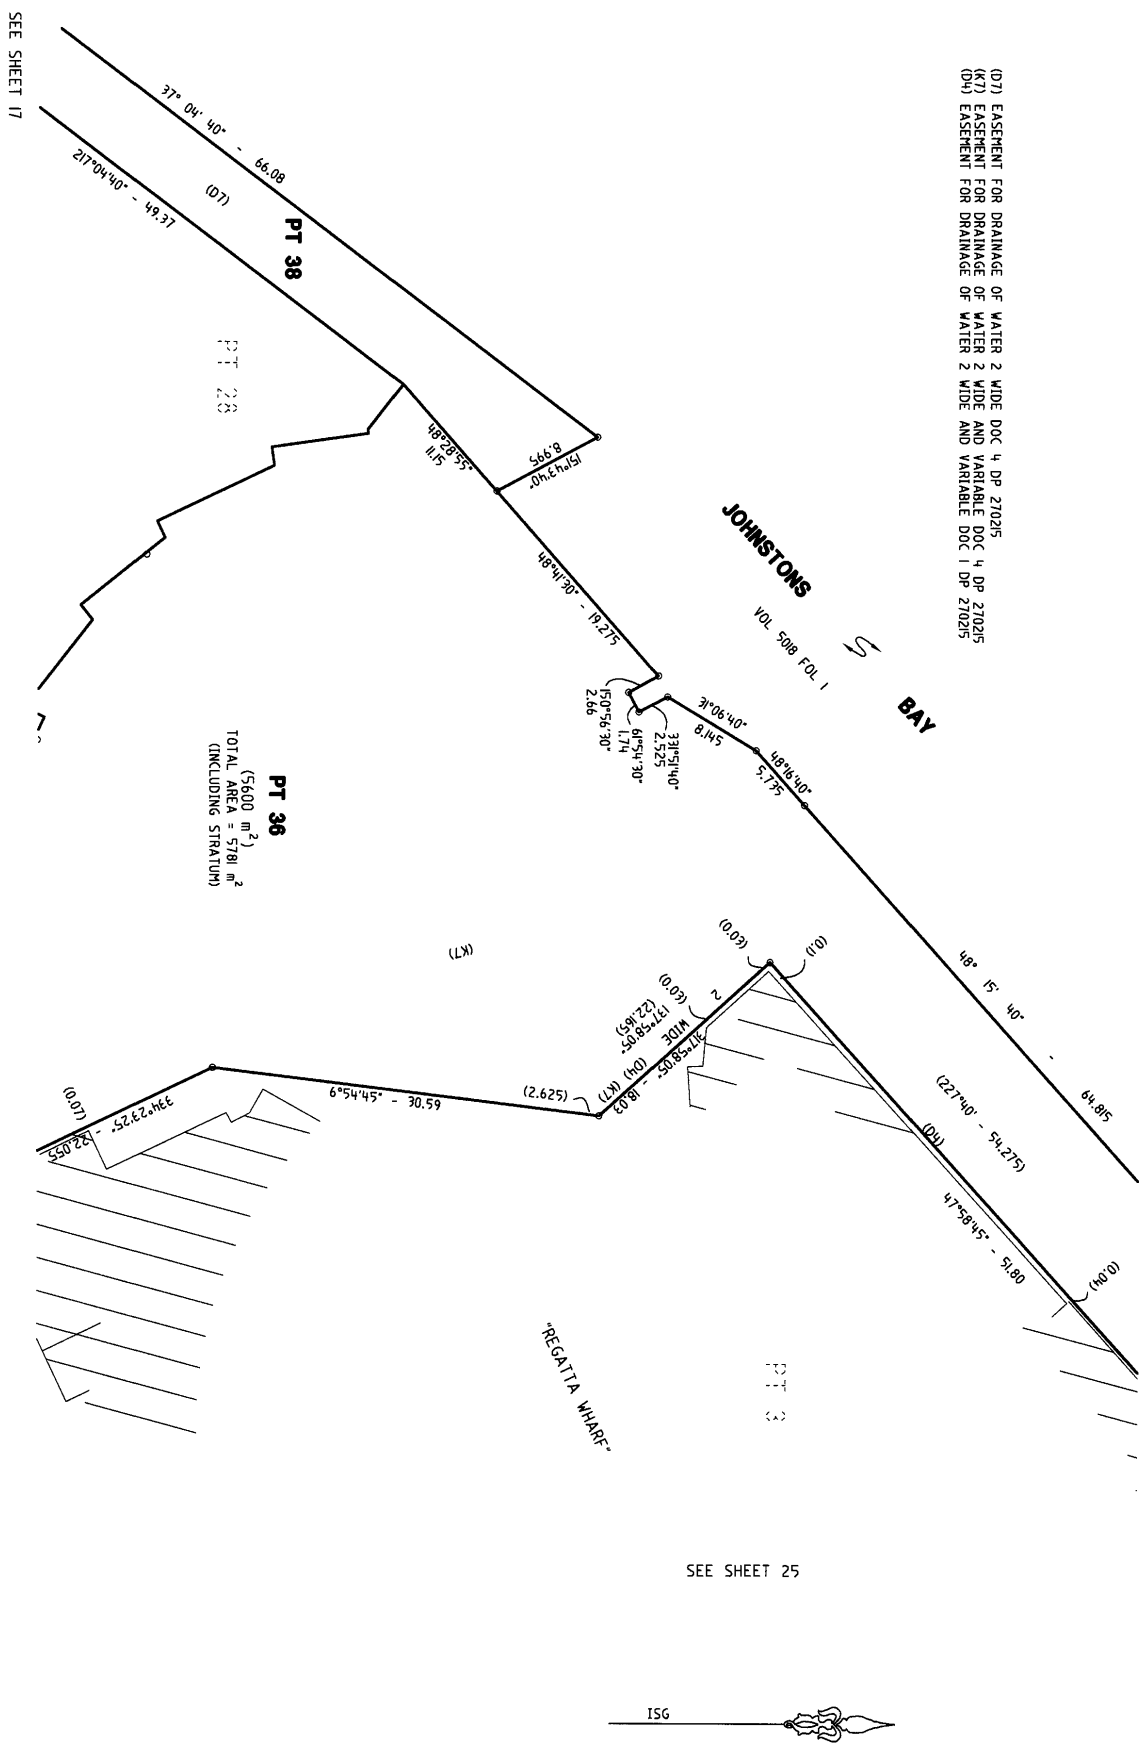 (D7) EASEMENT FOR DRAINAGE OF WATER 2 WIDE DOC 4 DP 270215
(K7) EASEMENT FOR DRAINAGE OF WATER 2 WIDE AND VARIABLE DOC 4 DP 270215
(D4) EASEMENT FOR DRAINAGE OF WATER 2 WIDE AND VARIABLE DOC 1 DP 270215
SEE SHEET 17
37° 04' 40" - 66.08
(D7)
217°04'40" - 49.37
PT 38
PT 28
48°28'55"
11.15
151°43'40"
8.995
48°41'30" - 19.275
JOHNSTONS
BAY
VOL 5018 FOL 1
150°56'30"
2.66
61°54'30"
1.74
331°51'40"
2.525
31°06'40"
8.145
48°16'40"
5.735
48° 15' 40" - 64.815
PT 36
(5600 m²)
TOTAL AREA = 5781 m²
(INCLUDING STRATUM)
(K7)
(0.03)
(0.1)
(0.03)
2 WIDE (D4) (K7)
137°58'05"
(22.165)
317°58'05" - 18.03
(2.625)
6°54'45" - 30.59
334°23'25" - 22.055
(0.07)
(227°40' - 54.275)
(D4)
47°58'45" - 51.80
(0.04)
"REGATTA WHARF"
PT 3
SEE SHEET 25
ISG